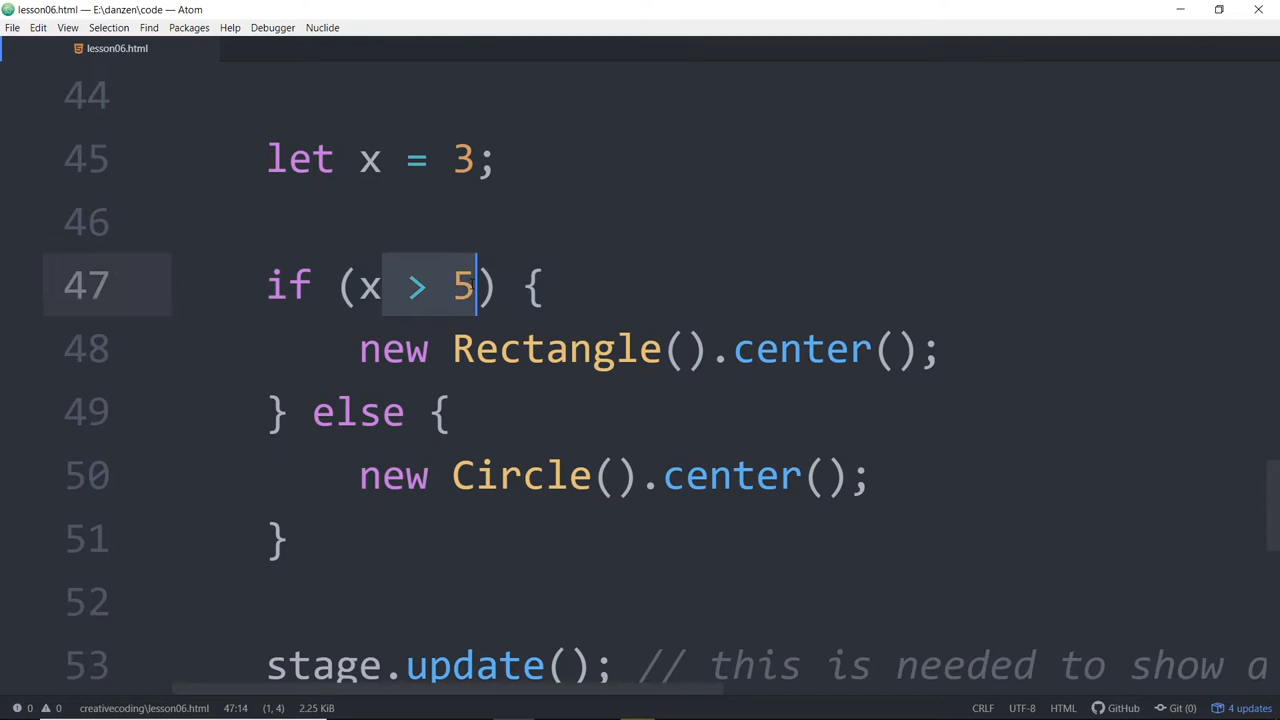 lesson06.html — E:\danzen\code — Atom
File Edit View Selection Find Packages Help Debugger Nuclide
lesson06.html
44
45 let x = 3;
46
47 if (x > 5) {
48 new Rectangle().center();
49 } else {
50 new Circle().center();
51 }
52
53 stage.update(); // this is needed to show a
0 0 creativecoding\lesson06.html 47:14 (1, 4) 2.25 KiB CRLF UTF-8 HTML GitHub Git (0) 4 updates